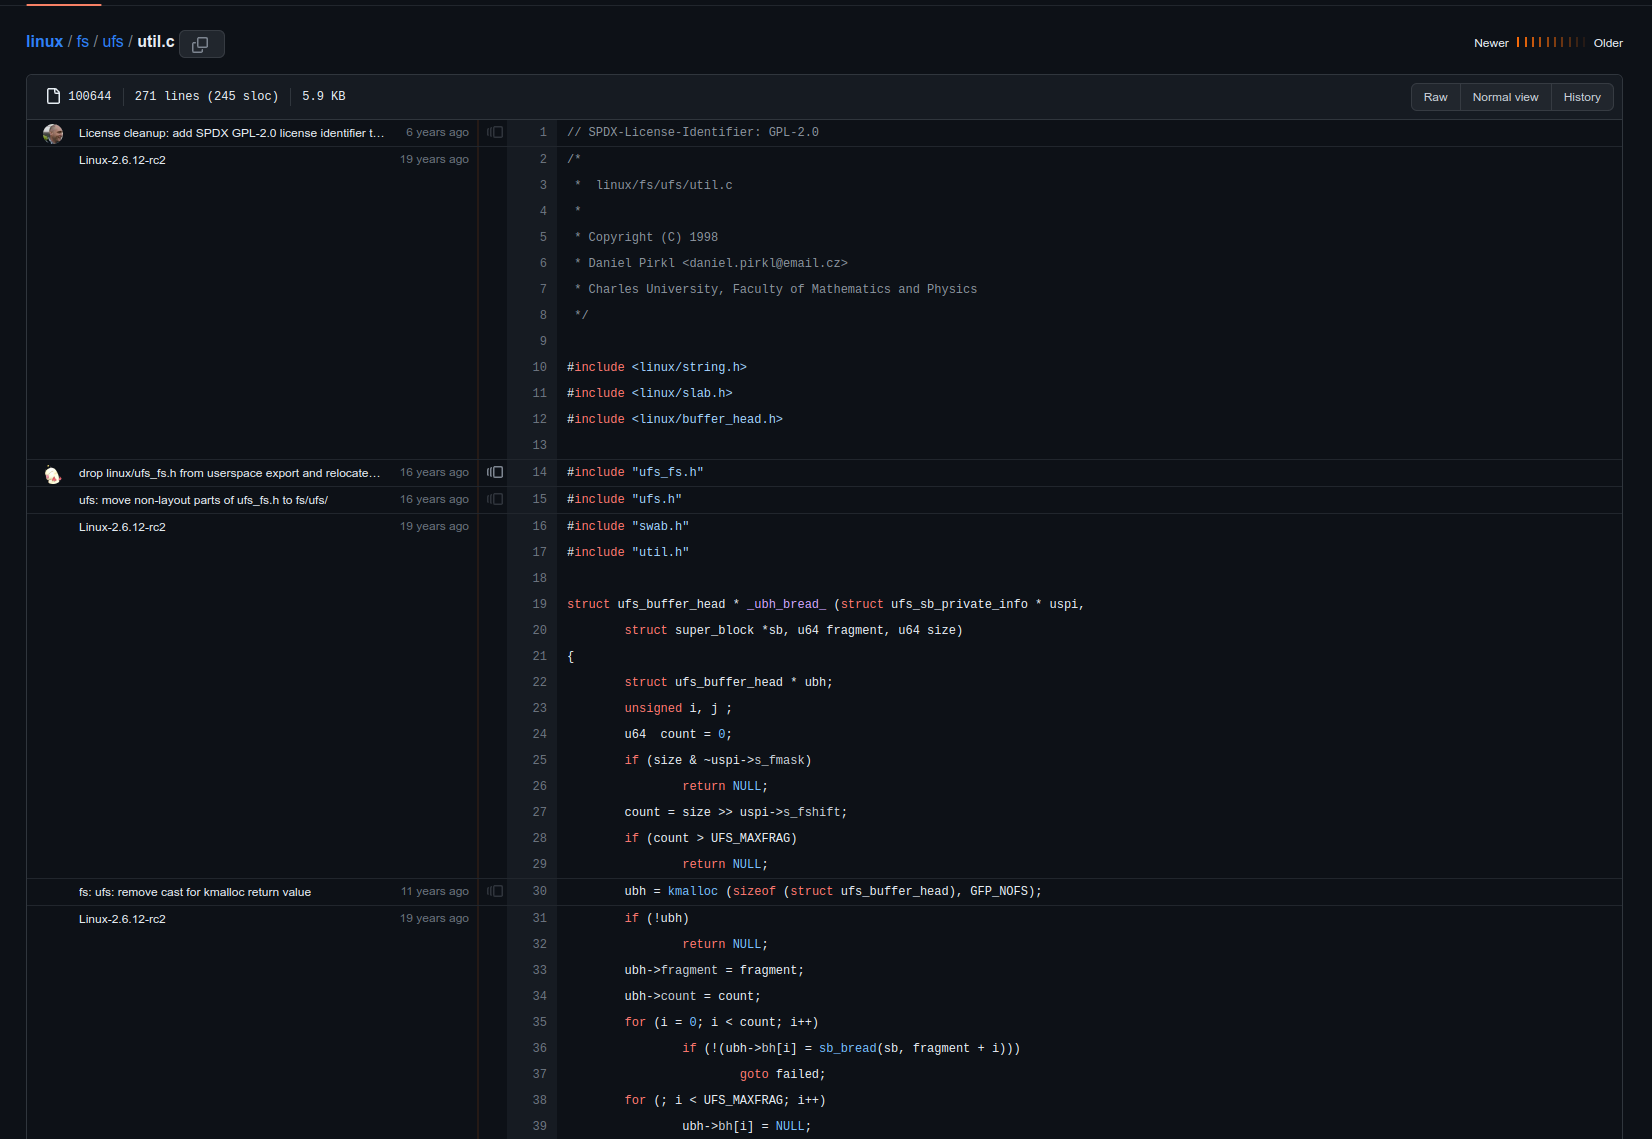 linux / fs / ufs / util.c
Newer Older
100644 271 lines (245 sloc) 5.9 KB Raw Normal view History
License cleanup: add SPDX GPL-2.0 license identifier t… 6 years ago 1 // SPDX-License-Identifier: GPL-2.0
Linux-2.6.12-rc2 19 years ago 2 /*
3 * linux/fs/ufs/util.c
4 *
5 * Copyright (C) 1998
6 * Daniel Pirkl <daniel.pirkl@email.cz>
7 * Charles University, Faculty of Mathematics and Physics
8 */
9
10 #include <linux/string.h>
11 #include <linux/slab.h>
12 #include <linux/buffer_head.h>
13
drop linux/ufs_fs.h from userspace export and relocate… 16 years ago 14 #include "ufs_fs.h"
ufs: move non-layout parts of ufs_fs.h to fs/ufs/ 16 years ago 15 #include "ufs.h"
Linux-2.6.12-rc2 19 years ago 16 #include "swab.h"
17 #include "util.h"
18
19 struct ufs_buffer_head * _ubh_bread_ (struct ufs_sb_private_info * uspi,
20 struct super_block *sb, u64 fragment, u64 size)
21 {
22 struct ufs_buffer_head * ubh;
23 unsigned i, j ;
24 u64  count = 0;
25 if (size & ~uspi->s_fmask)
26 return NULL;
27 count = size >> uspi->s_fshift;
28 if (count > UFS_MAXFRAG)
29 return NULL;
fs: ufs: remove cast for kmalloc return value 11 years ago 30 ubh = kmalloc (sizeof (struct ufs_buffer_head), GFP_NOFS);
Linux-2.6.12-rc2 19 years ago 31 if (!ubh)
32 return NULL;
33 ubh->fragment = fragment;
34 ubh->count = count;
35 for (i = 0; i < count; i++)
36 if (!(ubh->bh[i] = sb_bread(sb, fragment + i)))
37 goto failed;
38 for (; i < UFS_MAXFRAG; i++)
39 ubh->bh[i] = NULL;